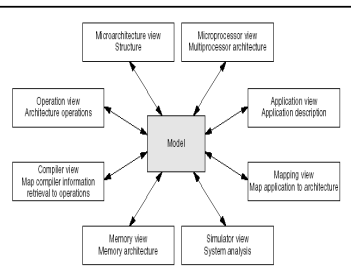 Microarchitecture view
Structure
Microprocessor view
Multiprocessor architecture
Operation view
Architecture operations
Application view
Application description
Model
Compiler view
Map compiler information
retrieval to operations
Mapping view
Map application to architecture
Memory view
Memory architecture
Simulator view
System analysis